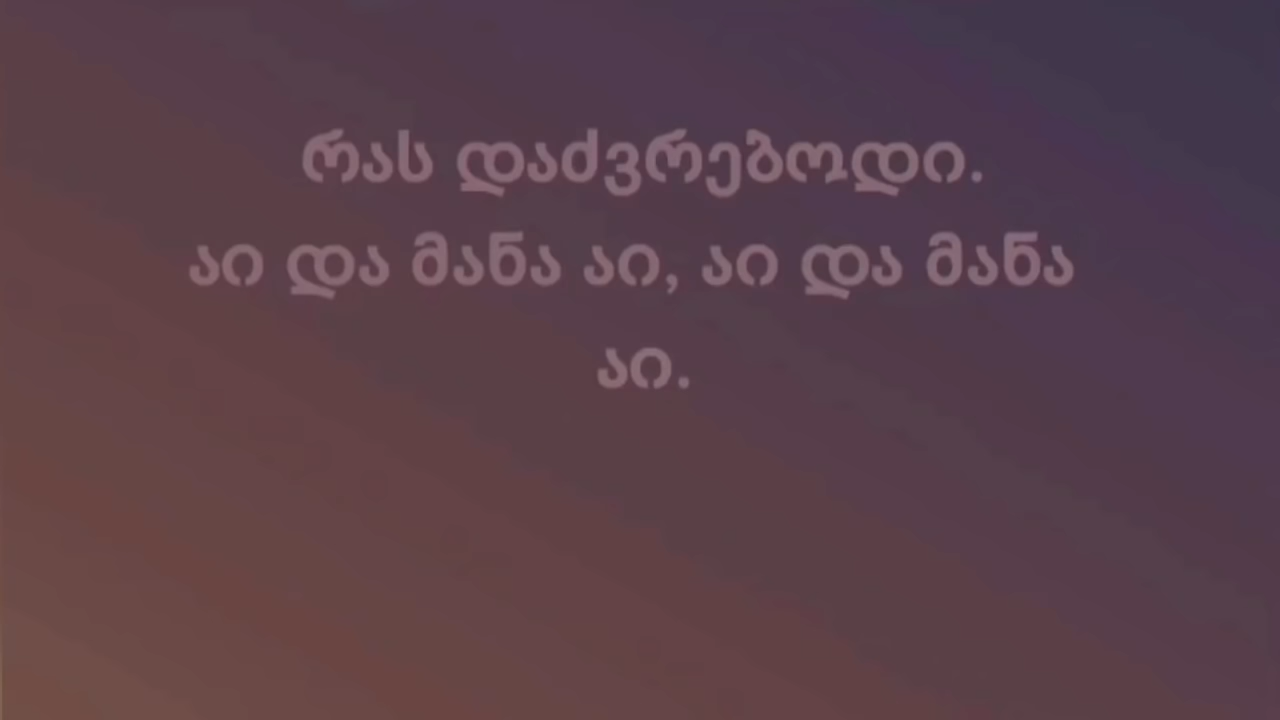 რას დაძვრებოდი.
აი და მანა აი, აი და მანა
აი.